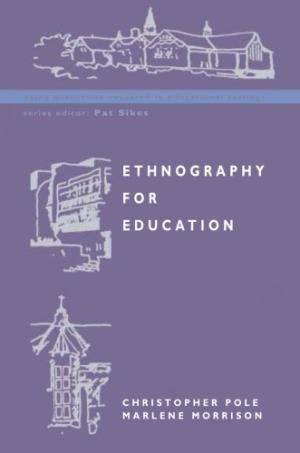 doing qualitative research in educational settings
series editor: Pat Sikes
ETHNOGRAPHY
FOR
EDUCATION
CHRISTOPHER POLE
MARLENE MORRISON